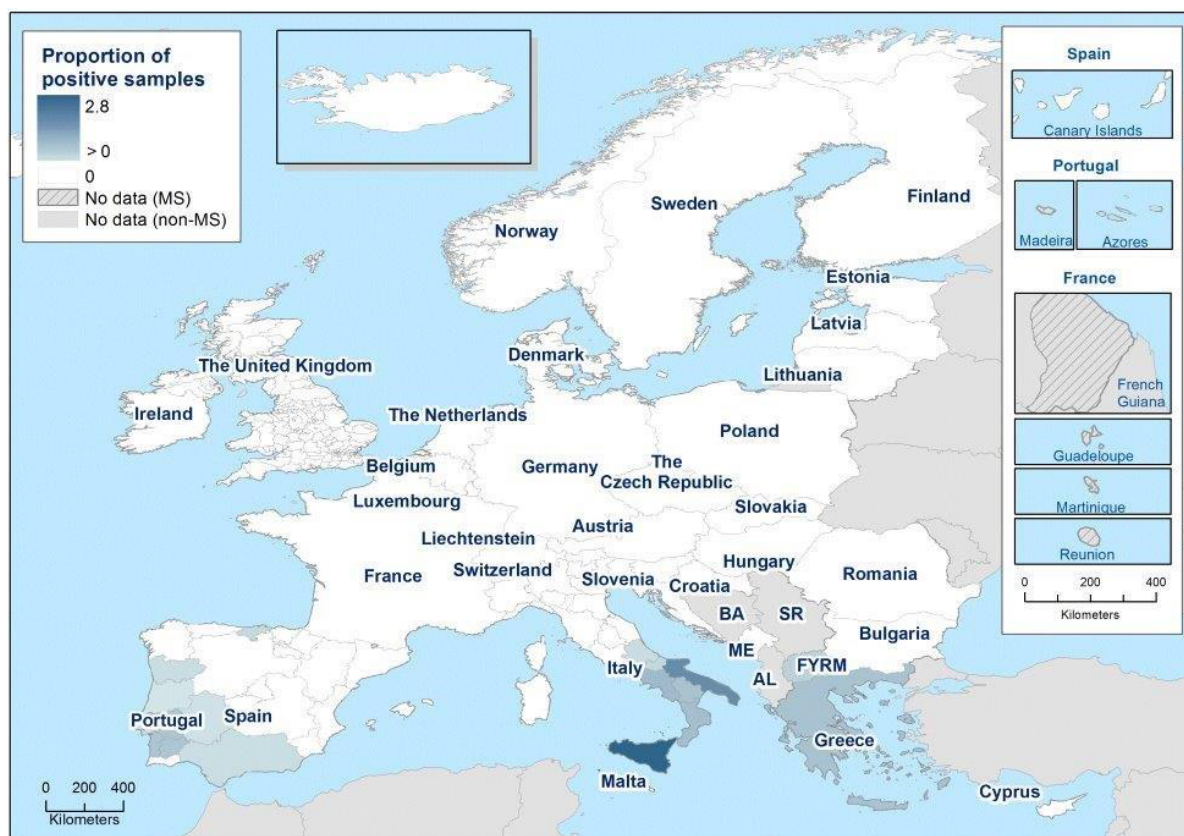 Proportion of
positive samples
2.8
> 0
0
No data (MS)
No data (non-MS)
Spain
Canary Islands
Portugal
Madeira
Azores
France
French
Guiana
Guadeloupe
Martinique
Reunion
0 200 400
Kilometers
Finland
Sweden
Norway
Estonia
Latvia
Denmark
Lithuania
The United Kingdom
Ireland
The Netherlands
Poland
Belgium
Germany
The
Czech Republic
Luxembourg
Slovakia
Austria
Liechtenstein
Hungary
France
Switzerland
Slovenia
Croatia
Romania
BA
SR
Bulgaria
ME
Italy
FYRM
AL
Portugal
Spain
Greece
Malta
Cyprus
0 200 400
Kilometers